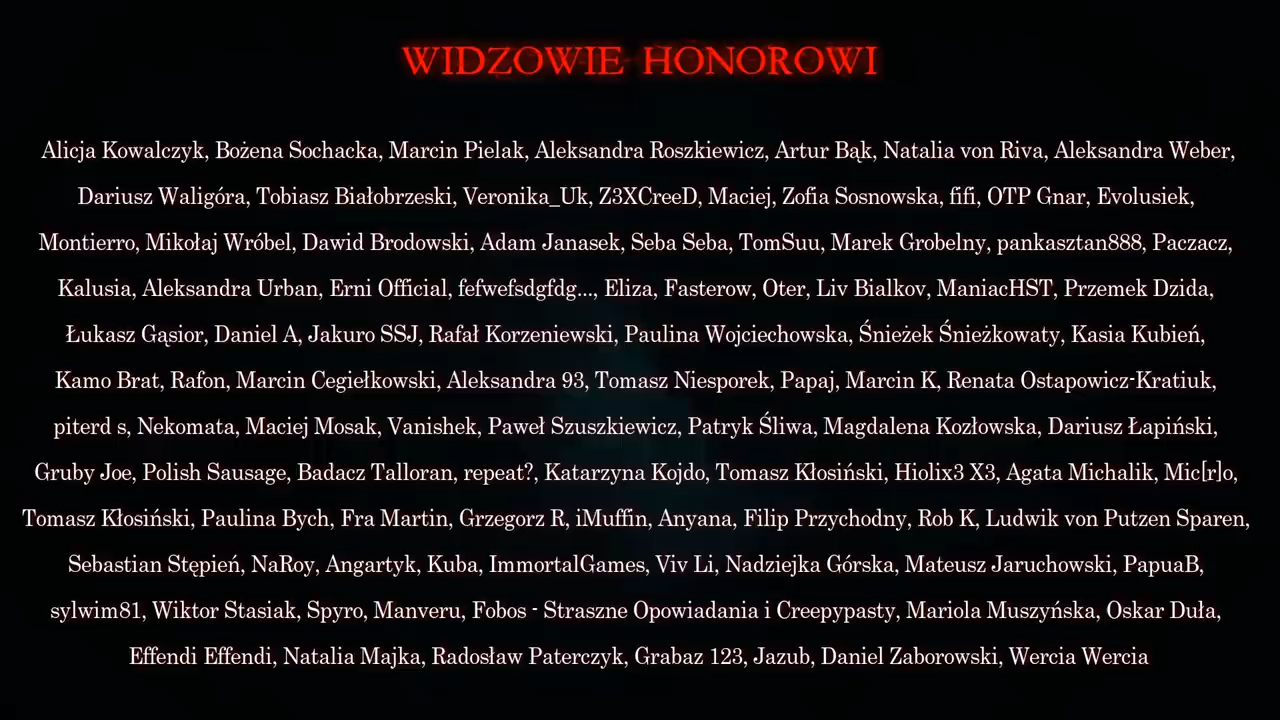 WIDZOWIE HONOROWI
Alicja Kowalczyk, Bożena Sochacka, Marcin Pielak, Aleksandra Roszkiewicz, Artur Bąk, Natalia von Riva, Aleksandra Weber,
Dariusz Waligóra, Tobiasz Białobrzeski, Veronika_Uk, Z3XCreeD, Maciej, Zofia Sosnowska, fifi, OTP Gnar, Evolusiek,
Montierro, Mikołaj Wróbel, Dawid Brodowski, Adam Janasek, Seba Seba, TomSuu, Marek Grobelny, pankasztan888, Paczacz,
Kalusia, Aleksandra Urban, Erni Official, fefwefsdgfdg..., Eliza, Fasterow, Oter, Liv Bialkov, ManiacHST, Przemek Dzida,
Łukasz Gąsior, Daniel A, Jakuro SSJ, Rafał Korzeniewski, Paulina Wojciechowska, Śnieżek Śnieżkowaty, Kasia Kubień,
Kamo Brat, Rafon, Marcin Cegiełkowski, Aleksandra 93, Tomasz Niesporek, Papaj, Marcin K, Renata Ostapowicz-Kratiuk,
piterd s, Nekomata, Maciej Mosak, Vanishek, Paweł Szuszkiewicz, Patryk Śliwa, Magdalena Kozłowska, Dariusz Łapiński,
Gruby Joe, Polish Sausage, Badacz Talloran, repeat?, Katarzyna Kojdo, Tomasz Kłosiński, Hiolix3 X3, Agata Michalik, Mic[r]o,
Tomasz Kłosiński, Paulina Bych, Fra Martin, Grzegorz R, iMuffin, Anyana, Filip Przychodny, Rob K, Ludwik von Putzen Sparen,
Sebastian Stępień, NaRoy, Angartyk, Kuba, ImmortalGames, Viv Li, Nadziejka Górska, Mateusz Jaruchowski, PapuaB,
sylwim81, Wiktor Stasiak, Spyro, Manveru, Fobos - Straszne Opowiadania i Creepypasty, Mariola Muszyńska, Oskar Duła,
Effendi Effendi, Natalia Majka, Radosław Paterczyk, Grabaz 123, Jazub, Daniel Zaborowski, Wercia Wercia